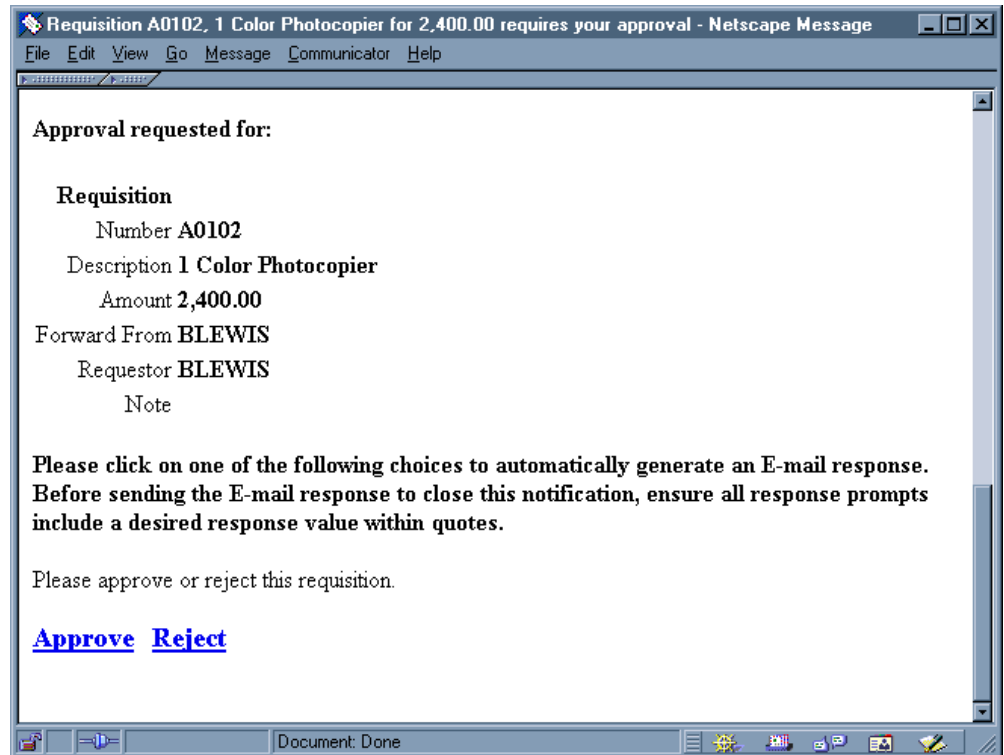 Requisition A0102, 1 Color Photocopier for 2,400.00 requires your approval - Netscape Message
File Edit View Go Message Communicator Help
Approval requested for:
Requisition
Number A0102
Description 1 Color Photocopier
Amount 2,400.00
Forward From BLEWIS
Requestor BLEWIS
Note
Please click on one of the following choices to automatically generate an E-mail response.
Before sending the E-mail response to close this notification, ensure all response prompts
include a desired response value within quotes.
Please approve or reject this requisition.
Approve Reject
Document: Done